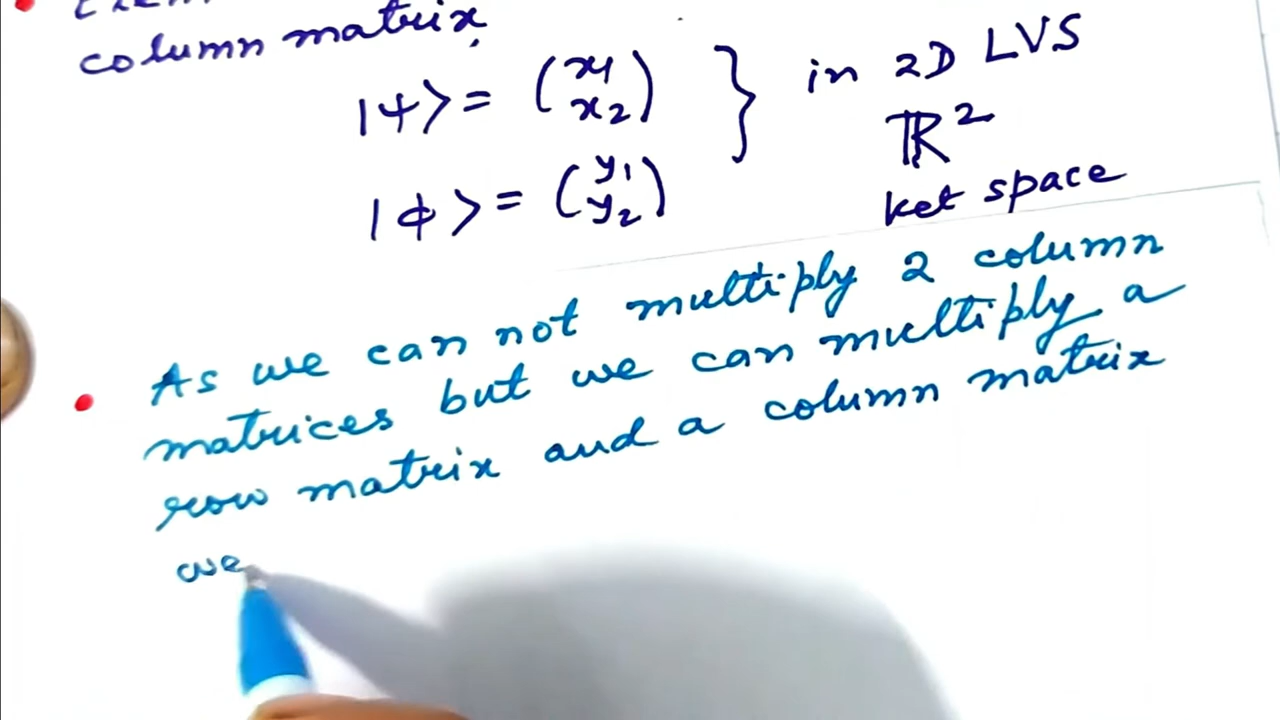 column matrix.
|ψ> = (x1 x2) } in 2D LVS
ℝ²
|ϕ> = (y1 y2)
ket space
As we can not multiply 2 column
matrices but we can multiply a
row matrix and a column matrix
we